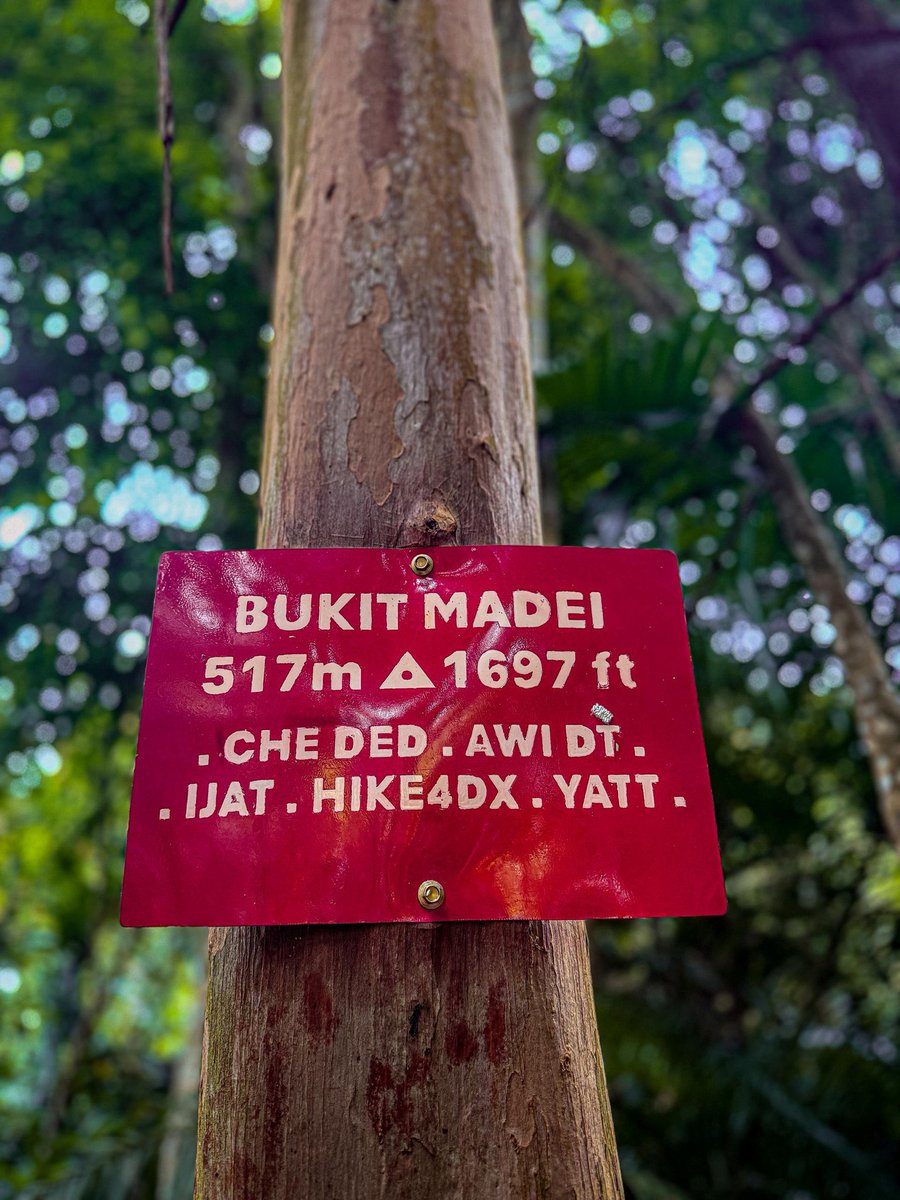 BUKIT MADEI
517m △ 1697 ft
. CHE DED . AWI DT .
. IJAT . HIKE4DX . YATT .